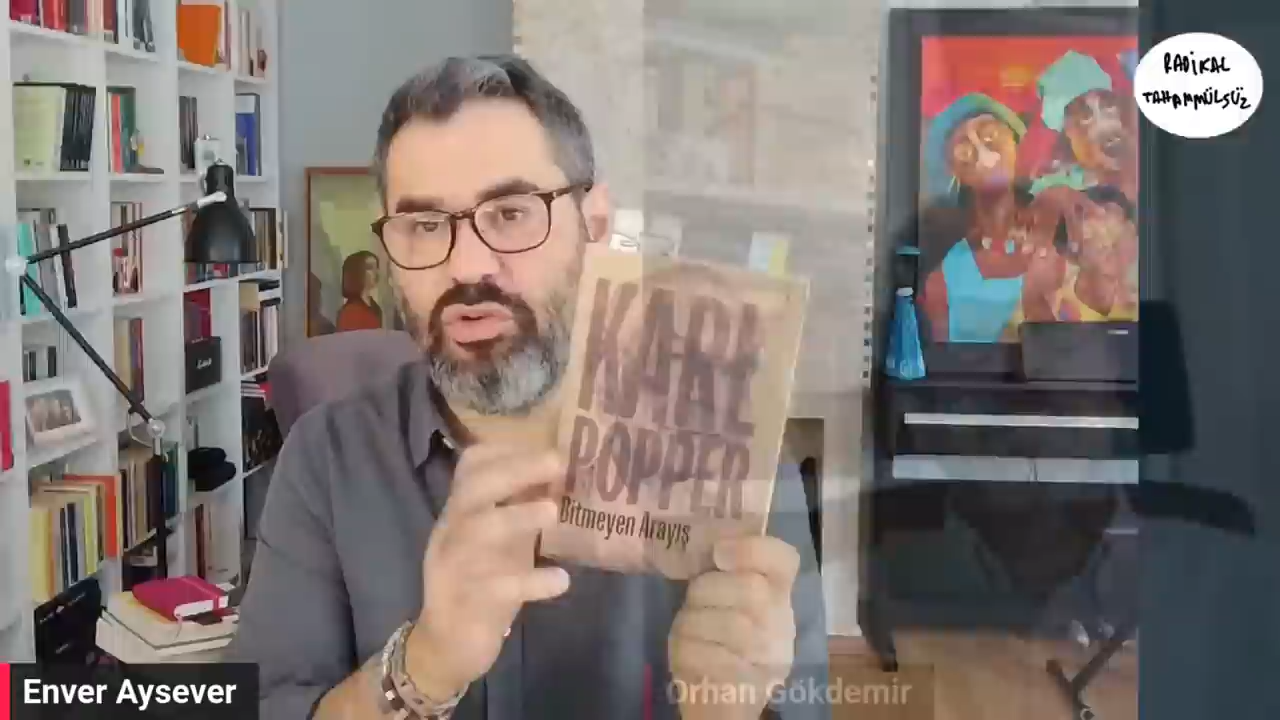 RADİKAL
TAHAMMÜLSÜZ
KARL
POPPER
Bitmeyen Arayış
Enver Aysever
Orhan Gökdemir